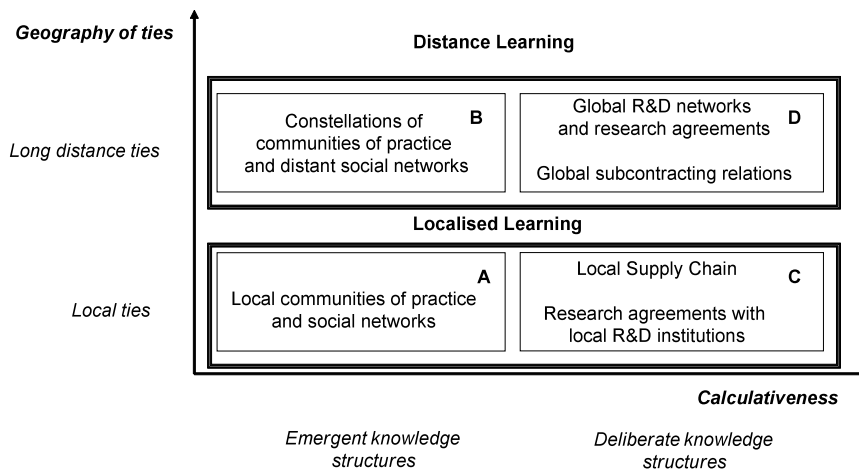 Geography of ties
Distance Learning
Long distance ties
Constellations of
communities of practice
and distant social networks
B
Global R&D networks
and research agreements
Global subcontracting relations
D
Localised Learning
Local ties
A
Local communities of practice
and social networks
Local Supply Chain
C
Research agreements with
local R&D institutions
Calculativeness
Emergent knowledge
structures
Deliberate knowledge
structures